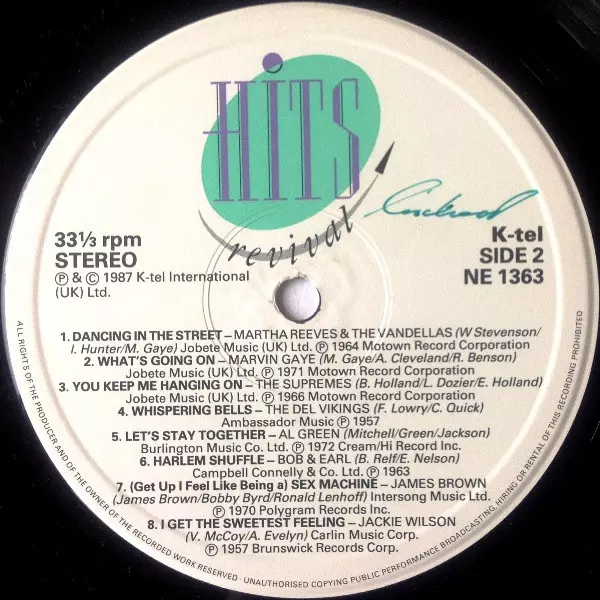 HiTS
revival
33⅓ rpm
STEREO
℗ & © 1987 K-tel International
(UK) Ltd.
K-tel
SIDE 2
NE 1363
1. DANCING IN THE STREET – MARTHA REEVES & THE VANDELLAS (W Stevenson/
I. Hunter/M. Gaye) Jobete Music (UK) Ltd. ℗ 1964 Motown Record Corporation
2. WHAT'S GOING ON – MARVIN GAYE (M. Gaye/A. Cleveland/R. Benson)
Jobete Music (UK) Ltd. ℗ 1971 Motown Record Corporation
3. YOU KEEP ME HANGING ON – THE SUPREMES (B. Holland/L. Dozier/E. Holland)
Jobete Music (UK) Ltd. ℗ 1966 Motown Record Corporation
4. WHISPERING BELLS – THE DEL VIKINGS (F. Lowry/C. Quick)
Ambassador Music ℗ 1957
5. LET'S STAY TOGETHER – AL GREEN (Mitchell/Green/Jackson)
Burlington Music Co. Ltd. ℗ 1972 Cream/Hi Record Inc.
6. HARLEM SHUFFLE – BOB & EARL (B. Relf/E. Nelson)
Campbell Connelly & Co. Ltd. ℗ 1963
7. (Get Up I Feel Like Being a) SEX MACHINE – JAMES BROWN
(James Brown/Bobby Byrd/Ronald Lenhoff) Intersong Music Ltd.
℗ 1970 Polygram Records Inc.
8. I GET THE SWEETEST FEELING – JACKIE WILSON
(V. McCoy/A. Evelyn) Carlin Music Corp.
℗ 1957 Brunswick Records Corp.
ALL RIGHTS OF THE PRODUCER AND OF THE OWNER OF THE RECORDED WORK RESERVED · UNAUTHORISED COPYING PUBLIC PERFORMANCE BROADCASTING, HIRING OR RENTAL OF THIS RECORDING PROHIBITED